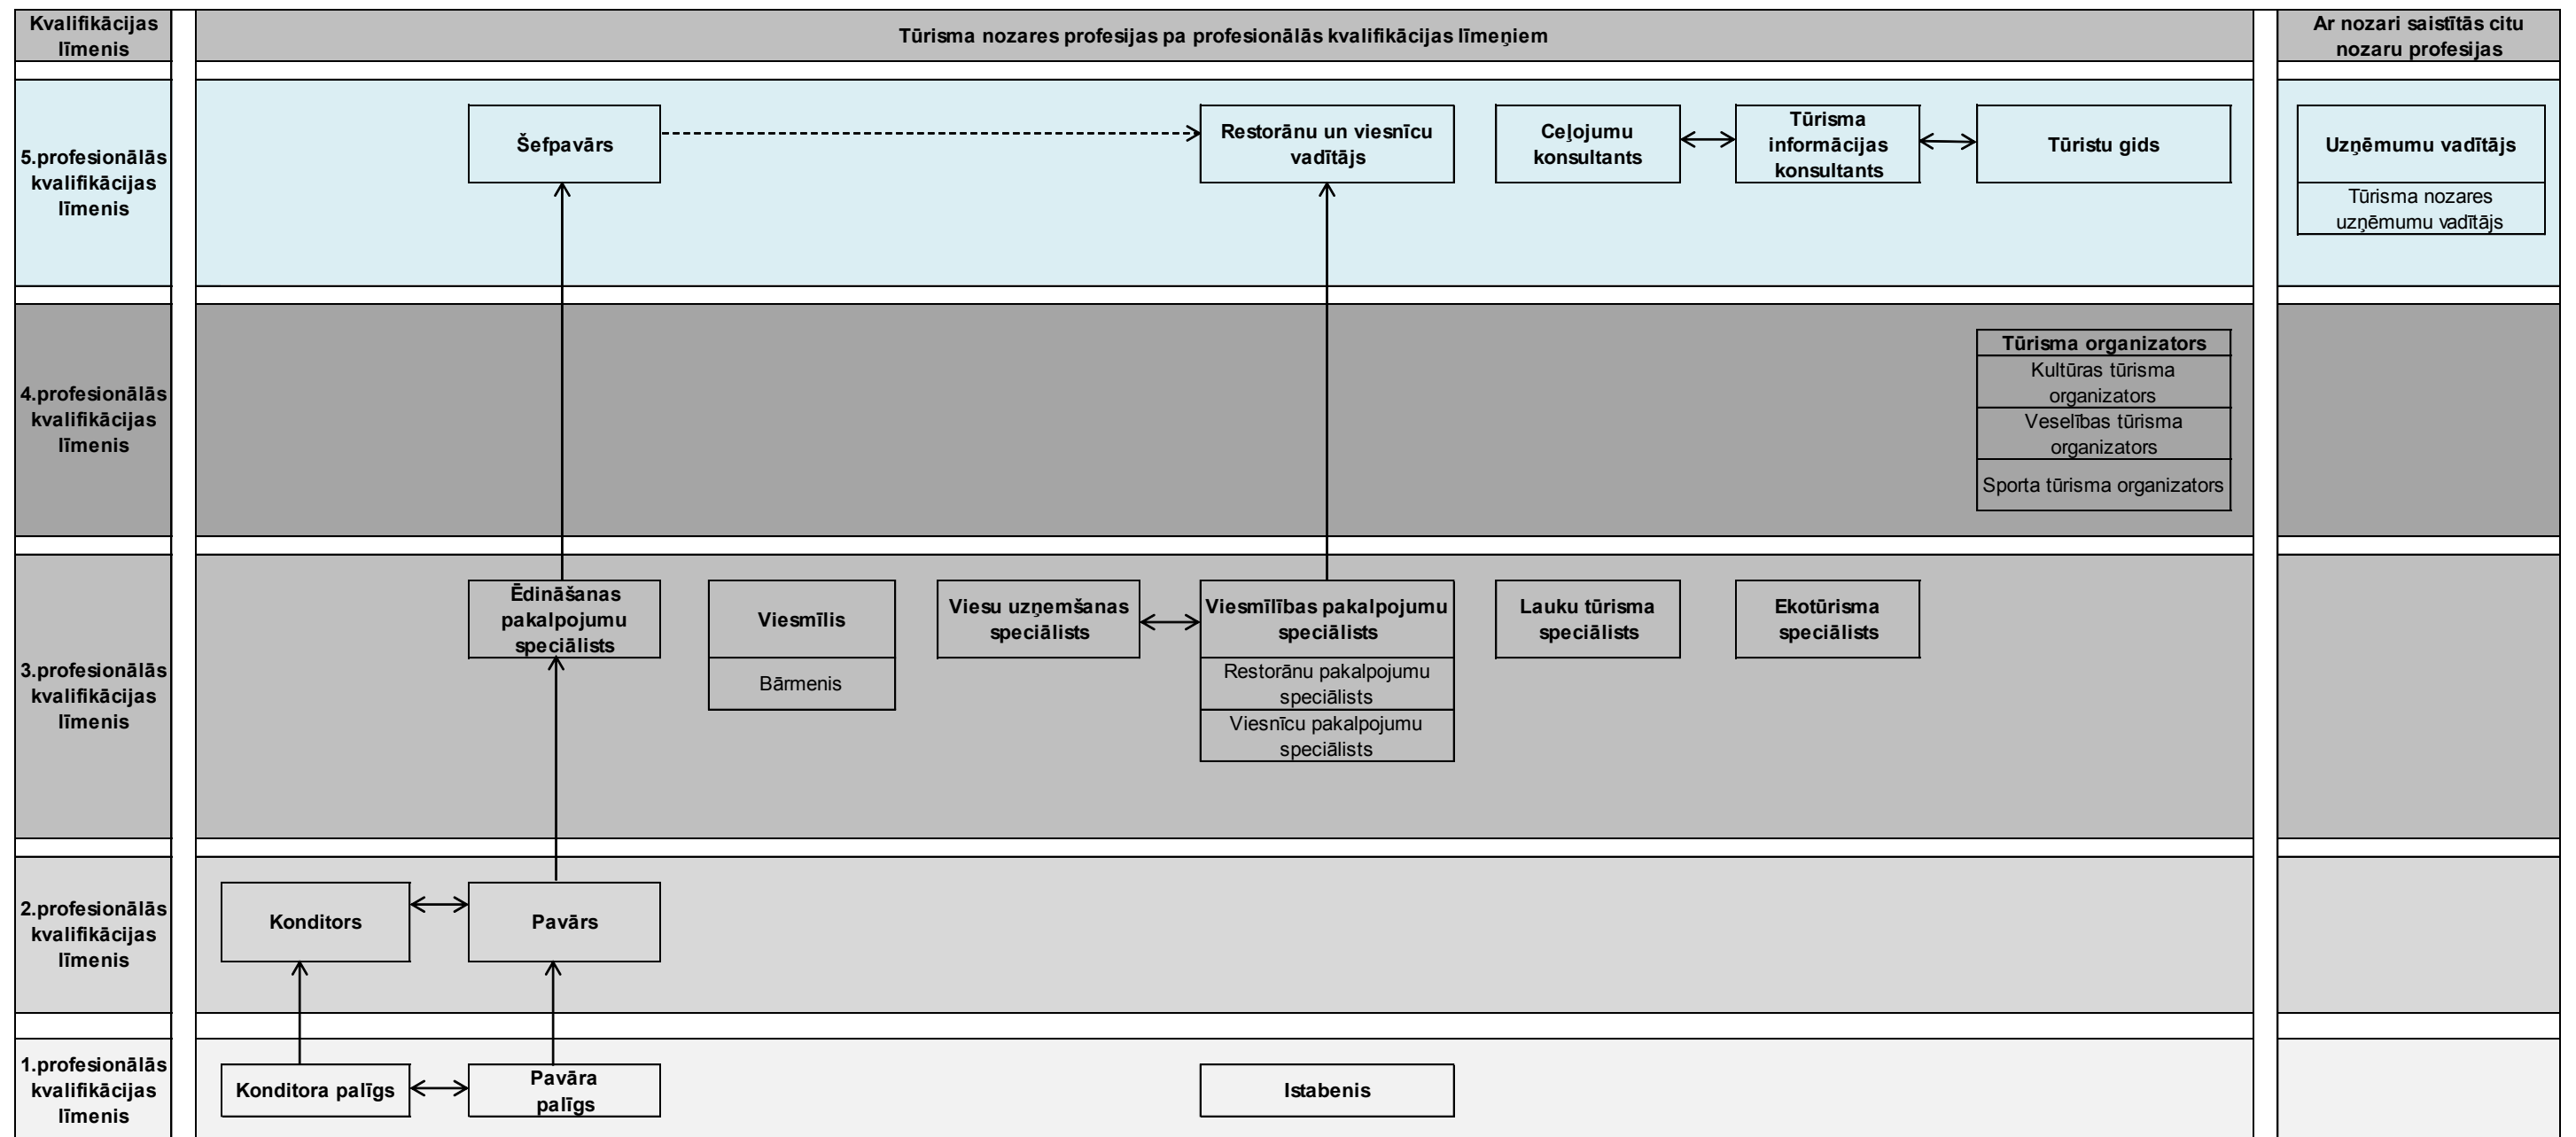 Kvalifikācijas
līmenis
Tūrisma nozares profesijas pa profesionālās kvalifikācijas līmeņiem
Ar nozari saistītās citu
nozaru profesijas
5.profesionālās
kvalifikācijas
līmenis
Šefpavārs
Restorānu un viesnīcu
vadītājs
Ceļojumu
konsultants
Tūrisma
informācijas
konsultants
Tūristu gids
Uzņēmumu vadītājs
Tūrisma nozares
uzņēmumu vadītājs
4.profesionālās
kvalifikācijas
līmenis
Tūrisma organizators
Kultūras tūrisma
organizators
Veselības tūrisma
organizators
Sporta tūrisma organizators
3.profesionālās
kvalifikācijas
līmenis
Ēdināšanas
pakalpojumu
speciālists
Viesmīlis
Bārmenis
Viesu uzņemšanas
speciālists
Viesmīlības pakalpojumu
speciālists
Restorānu pakalpojumu
speciālists
Viesnīcu pakalpojumu
speciālists
Lauku tūrisma
speciālists
Ekotūrisma
speciālists
2.profesionālās
kvalifikācijas
līmenis
Konditors
Pavārs
1.profesionālās
kvalifikācijas
līmenis
Konditora palīgs
Pavāra
palīgs
Istabenis